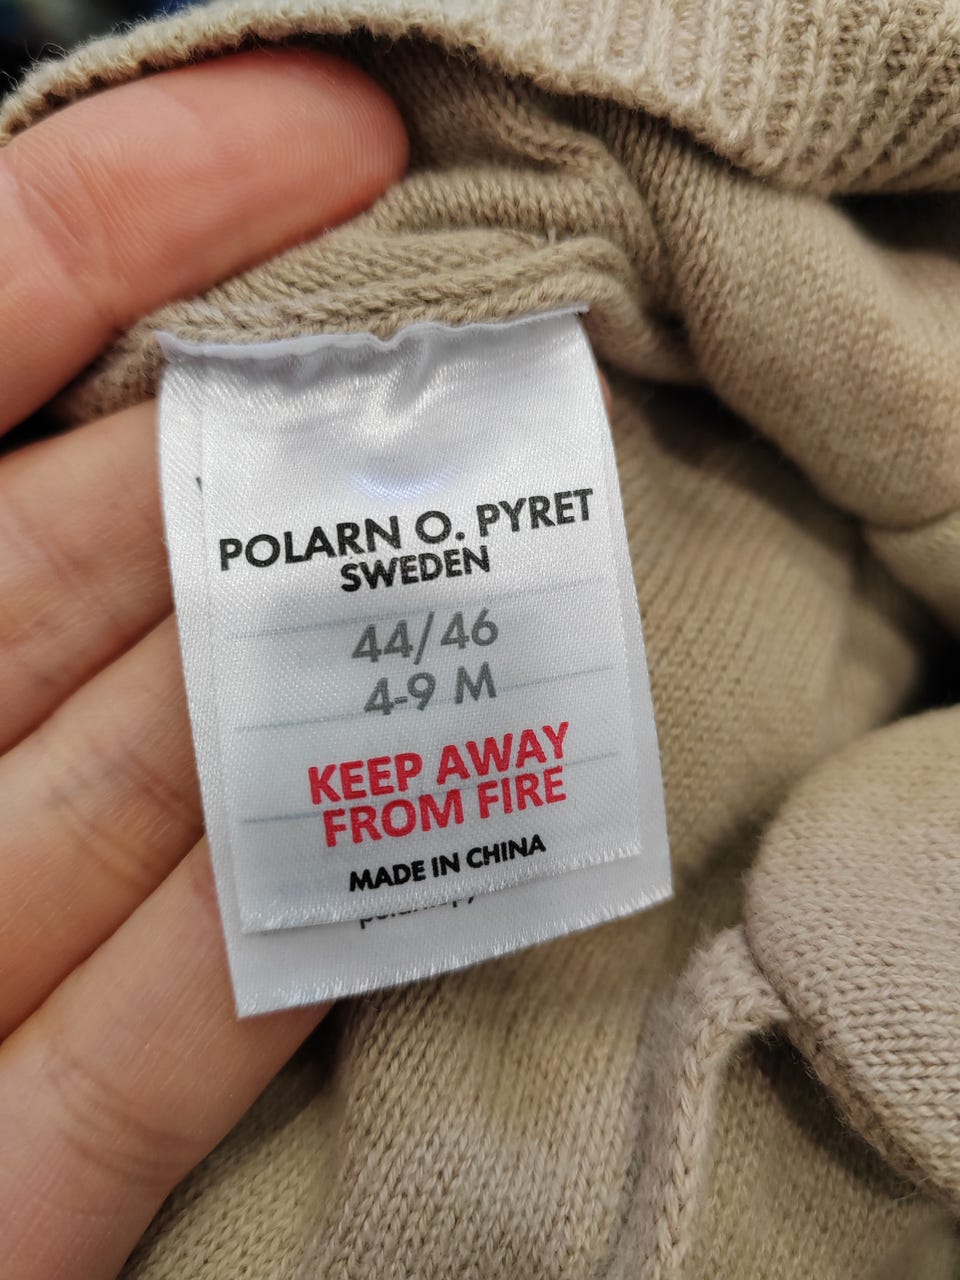 POLARN O. PYRET
SWEDEN
44/46
4-9 M
KEEP AWAY
FROM FIRE
MADE IN CHINA